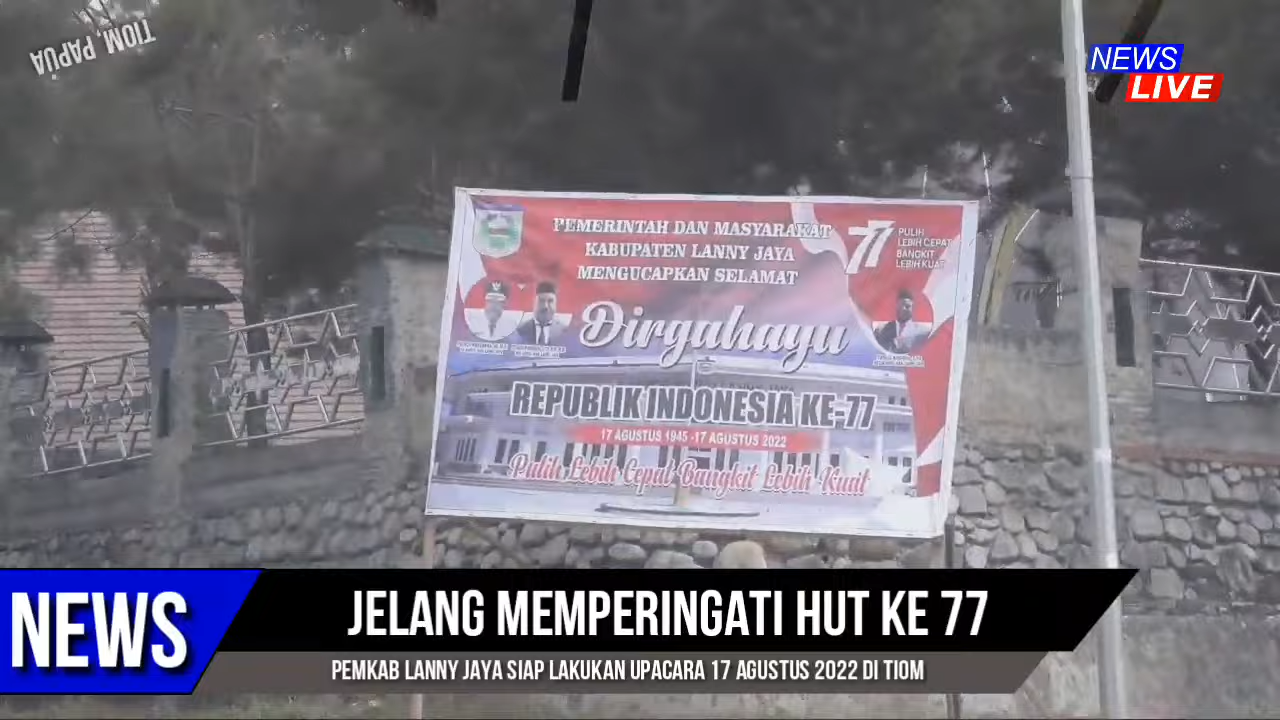 TIOM, PAPUA
NEWS
LIVE
PEMERINTAH DAN MASYARAKAT
KABUPATEN LANNY JAYA
MENGUCAPKAN SELAMAT
77
PULIH
LEBIH CEPAT
BANGKIT
LEBIH KUAT
Dirgahayu
REPUBLIK INDONESIA KE-77
17 AGUSTUS 1945 - 17 AGUSTUS 2022
Pulih Lebih Cepat Bangkit Lebih Kuat
NEWS
JELANG MEMPERINGATI HUT KE 77
PEMKAB LANNY JAYA SIAP LAKUKAN UPACARA 17 AGUSTUS 2022 DI TIOM